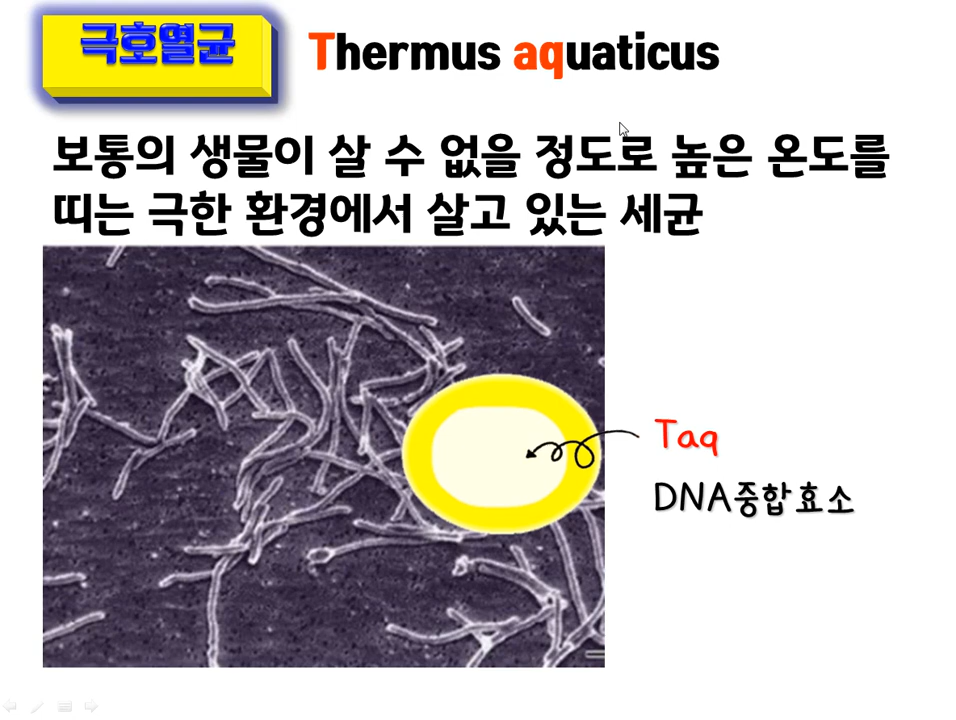 극호열균
Thermus aquaticus
보통의 생물이 살 수 없을 정도로 높은 온도를
띠는 극한 환경에서 살고 있는 세균
Taq
DNA중합효소